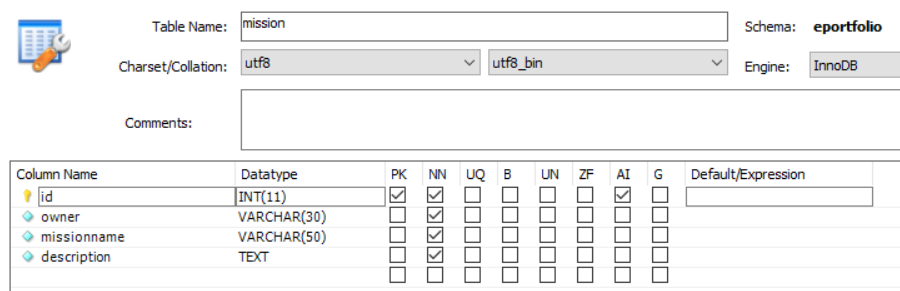 Table Name: mission Schema: eportfolio
Charset/Collation: utf8 utf8_bin Engine: InnoDB
Comments:
Column Name Datatype PK NN UQ B UN ZF AI G Default/Expression
id INT(11)
owner VARCHAR(30)
missionname VARCHAR(50)
description TEXT